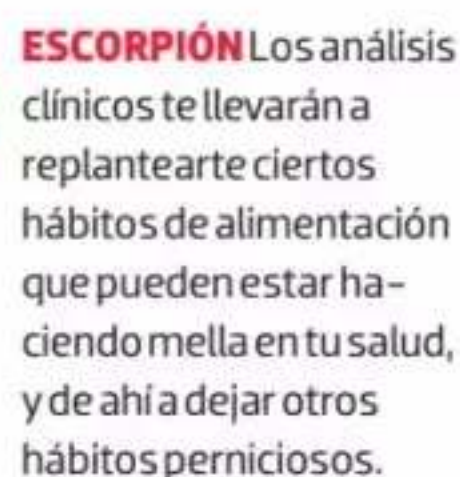 ESCORPIÓN Los análisis
clínicos te llevarán a
replantearte ciertos
hábitos de alimentación
que pueden estar ha-
ciendo mella en tu salud,
y de ahí a dejar otros
hábitos perniciosos.